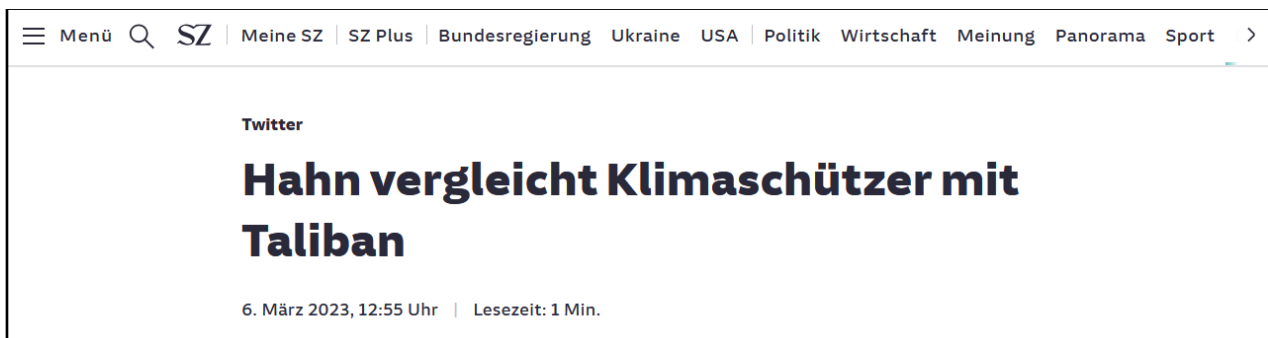 Menü SZ Meine SZ SZ Plus Bundesregierung Ukraine USA Politik Wirtschaft Meinung Panorama Sport
Twitter
Hahn vergleicht Klimaschützer mit
Taliban
6. März 2023, 12:55 Uhr | Lesezeit: 1 Min.